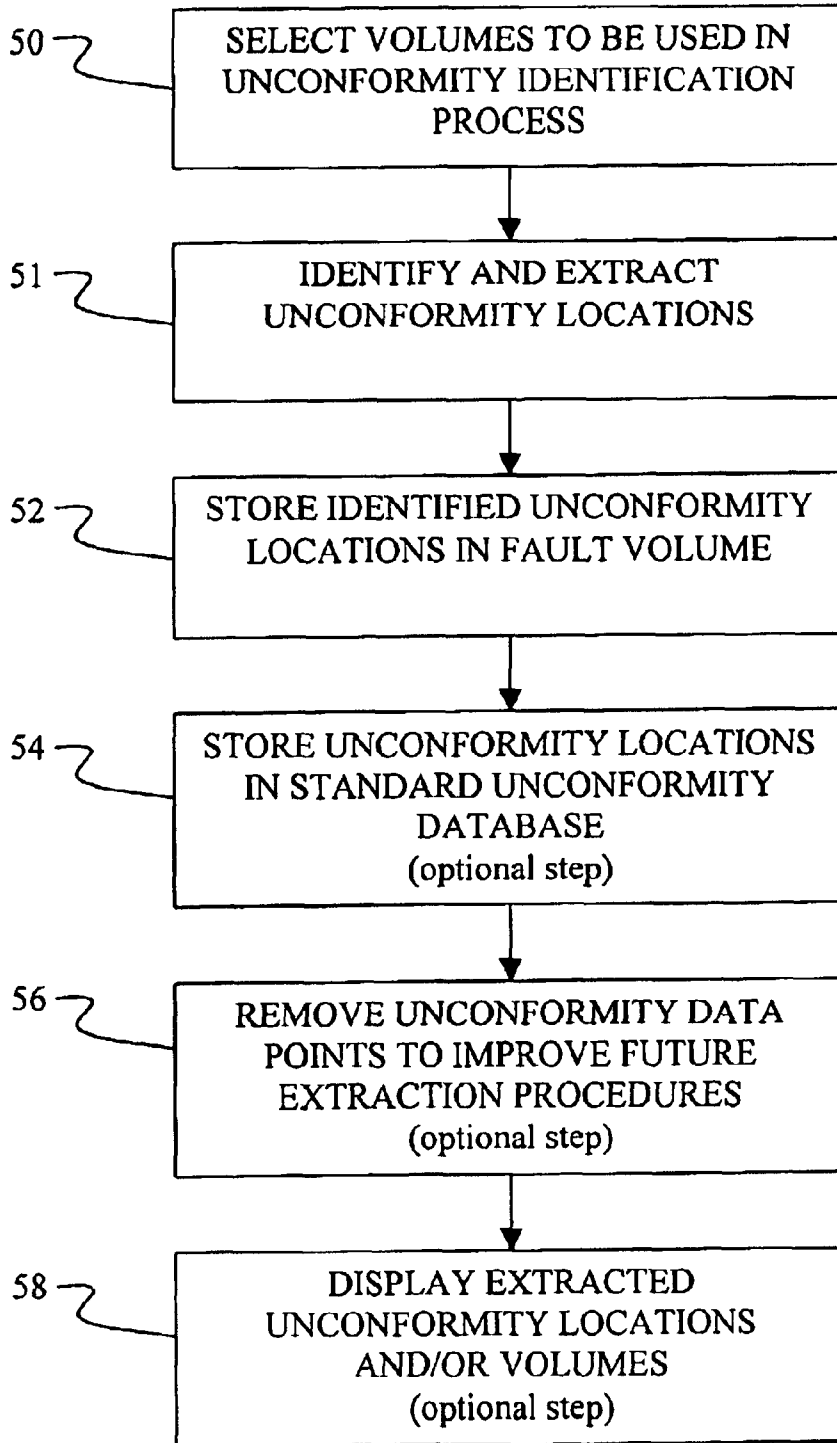 50
SELECT VOLUMES TO BE USED IN
UNCONFORMITY IDENTIFICATION
PROCESS
51
IDENTIFY AND EXTRACT
UNCONFORMITY LOCATIONS
52
STORE IDENTIFIED UNCONFORMITY
LOCATIONS IN FAULT VOLUME
54
STORE UNCONFORMITY LOCATIONS
IN STANDARD UNCONFORMITY
DATABASE
(optional step)
56
REMOVE UNCONFORMITY DATA
POINTS TO IMPROVE FUTURE
EXTRACTION PROCEDURES
(optional step)
58
DISPLAY EXTRACTED
UNCONFORMITY LOCATIONS
AND/OR VOLUMES
(optional step)